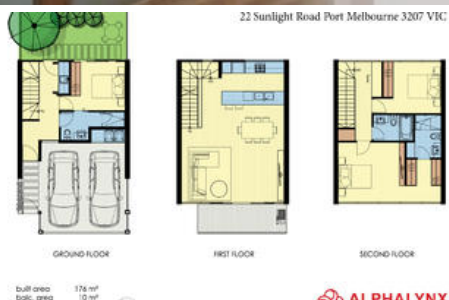 22 Sunlight Road Port Melbourne 3207 VIC
GROUND FLOOR
FIRST FLOOR
SECOND FLOOR
built area 176 m²
balc. area 10 m²
ALPHALYNX